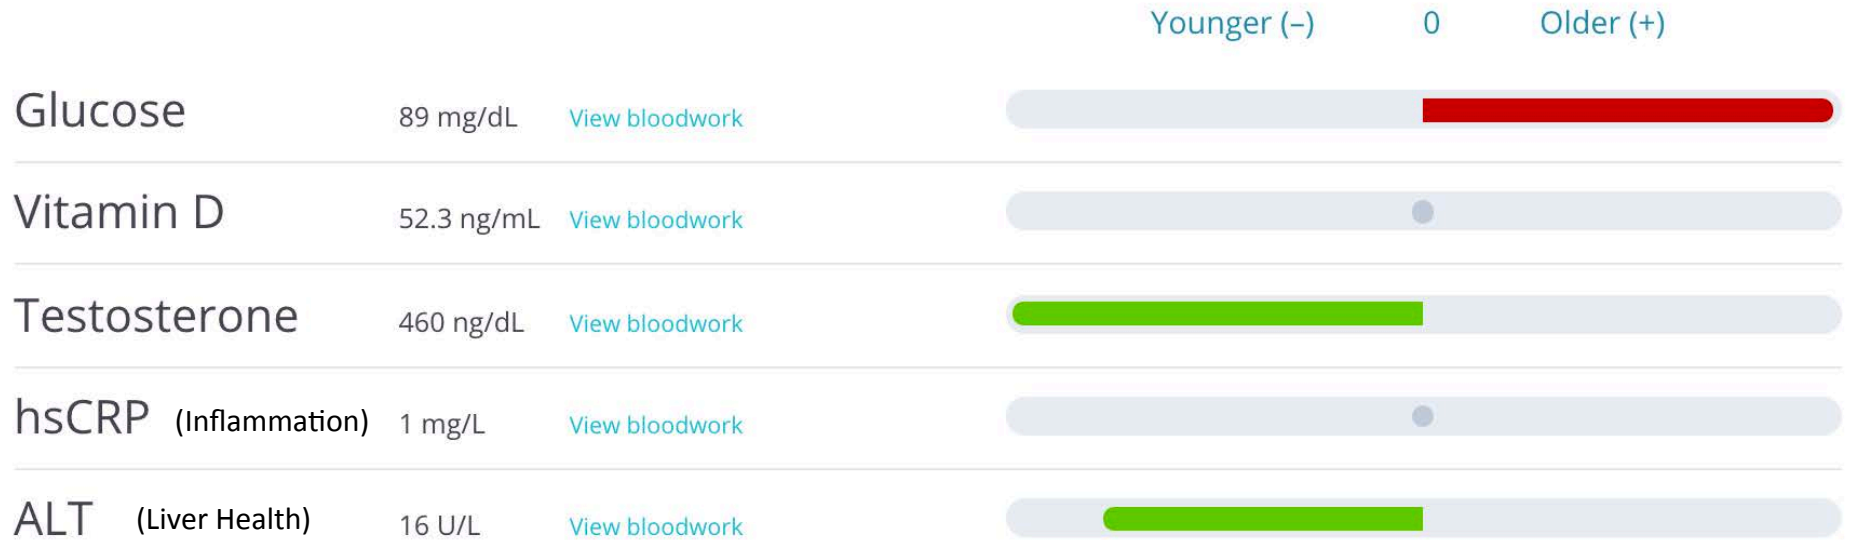 Younger (–) 0 Older (+)
Glucose 89 mg/dL View bloodwork
Vitamin D 52.3 ng/mL View bloodwork
Testosterone 460 ng/dL View bloodwork
hsCRP (Inflammation) 1 mg/L View bloodwork
ALT (Liver Health) 16 U/L View bloodwork